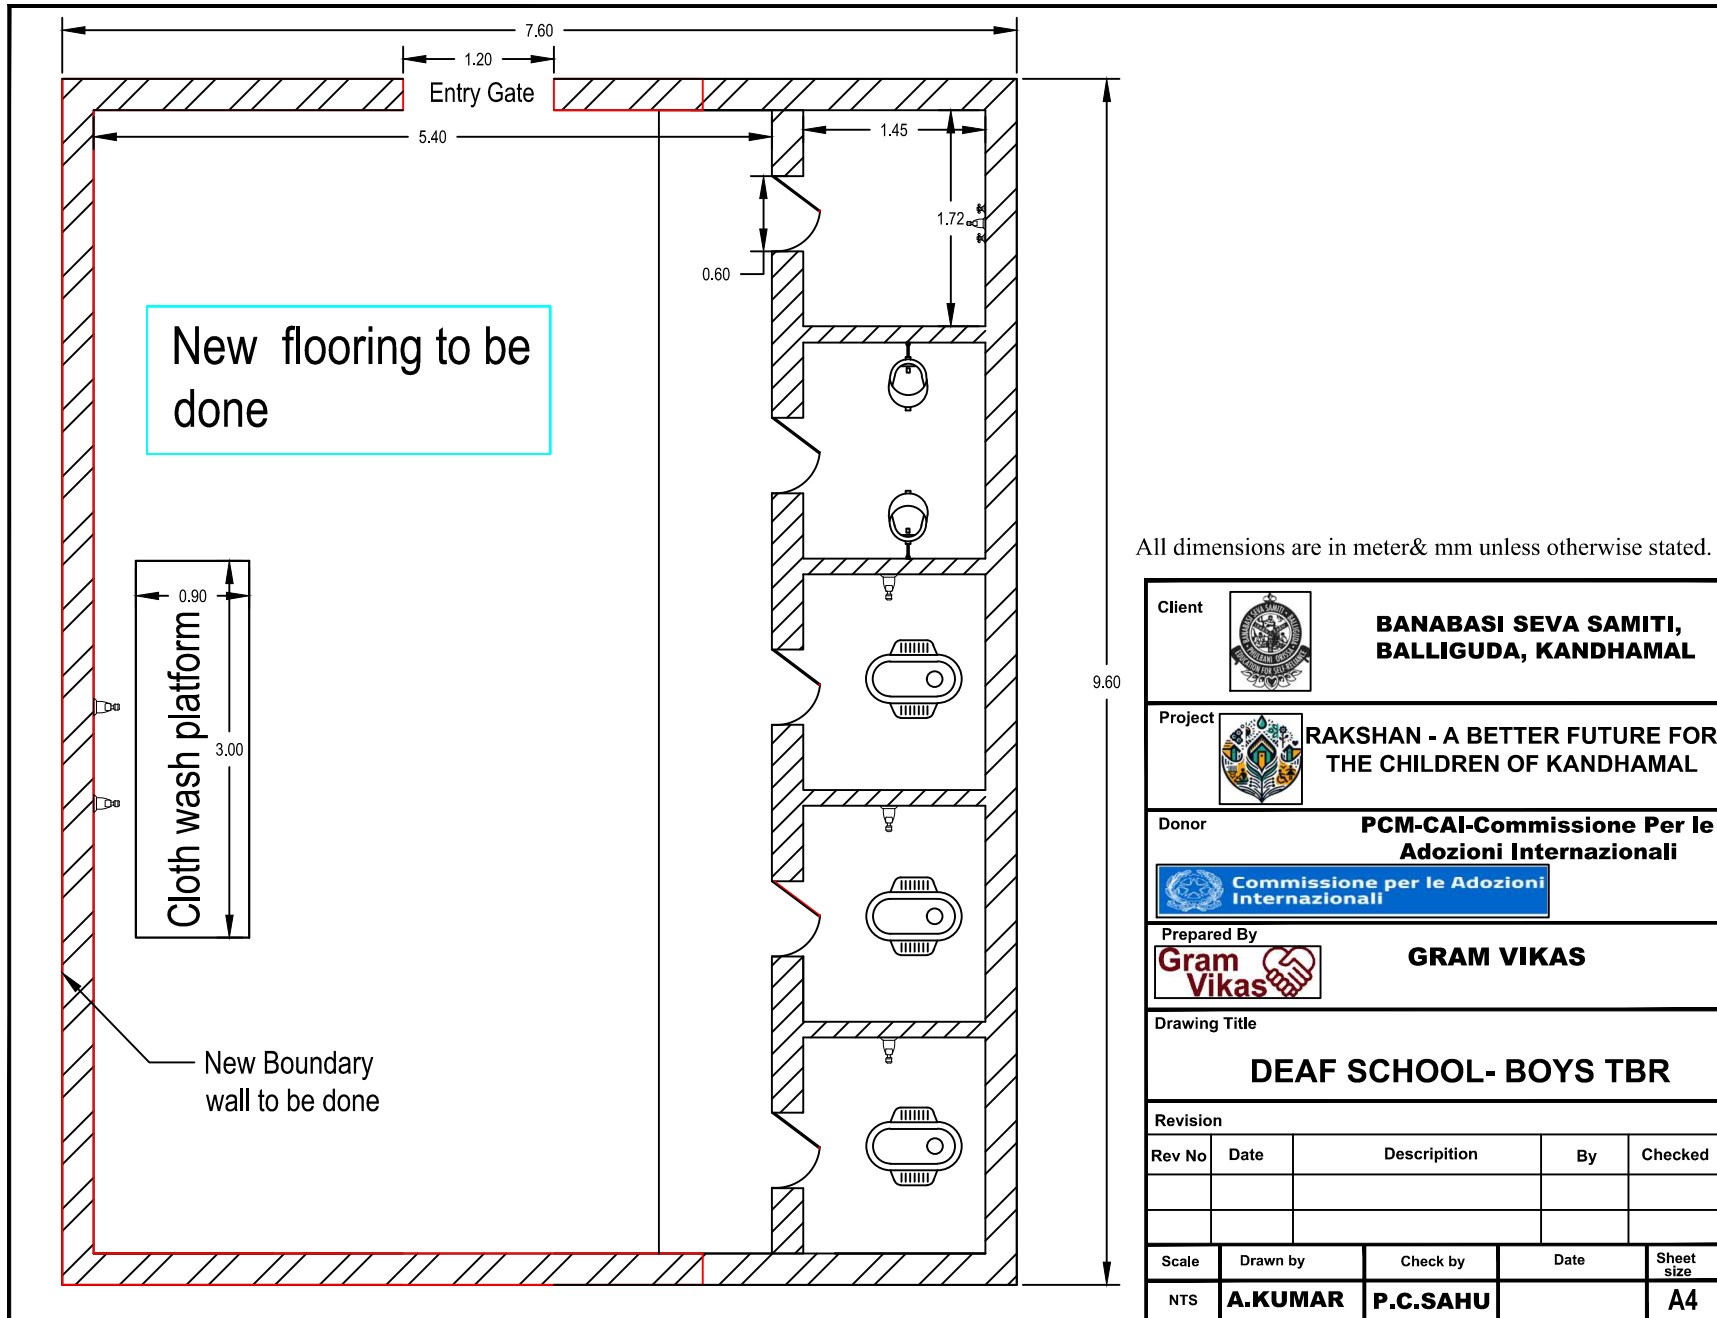 7.60
1.20
Entry Gate
5.40
1.45
1.72
0.60
New flooring to be
done
0.90
Cloth wash platform
3.00
9.60
New Boundary
wall to be done
All dimensions are in meter& mm unless otherwise stated.
Client
BANABASI SEVA SAMITI,
BALLIGUDA, KANDHAMAL
Project
RAKSHAN - A BETTER FUTURE FOR
THE CHILDREN OF KANDHAMAL
Donor
PCM-CAI-Commissione Per le
Adozioni Internazionali
Commissione per le Adozioni
Internazionali
Prepared By
Gram
Vikas
GRAM VIKAS
Drawing Title
DEAF SCHOOL- BOYS TBR
Revision
Rev No Date Descripition By Checked
Scale Drawn by Check by Date Sheet
size
NTS A.KUMAR P.C.SAHU A4